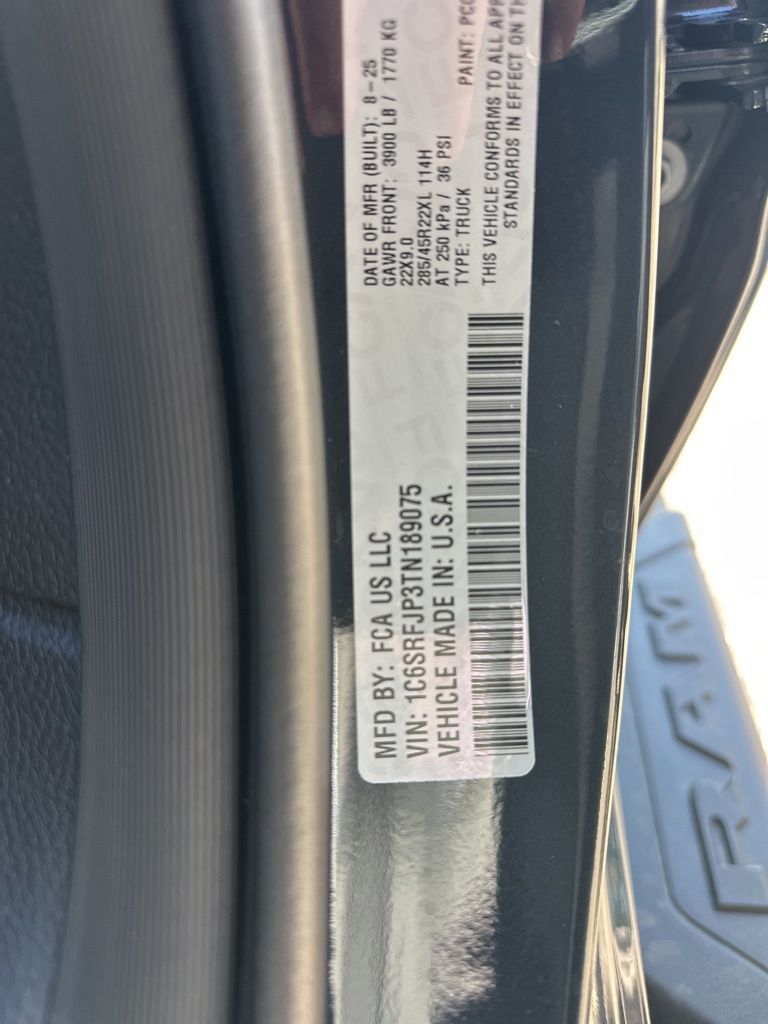 MFD BY: FCA US LLC
VIN: 1C6SRFJP3TN189075
VEHICLE MADE IN: U.S.A.
DATE OF MFR (BUILT): 8-25
GAWR FRONT: 3900 LB / 1770 KG
22X9.0
285/45R22XL 114H
AT 250 kPa / 36 PSI
TYPE: TRUCK
PAINT:
THIS VEHICLE CONFORMS TO ALL
STANDARDS IN EFFECT ON
RAM